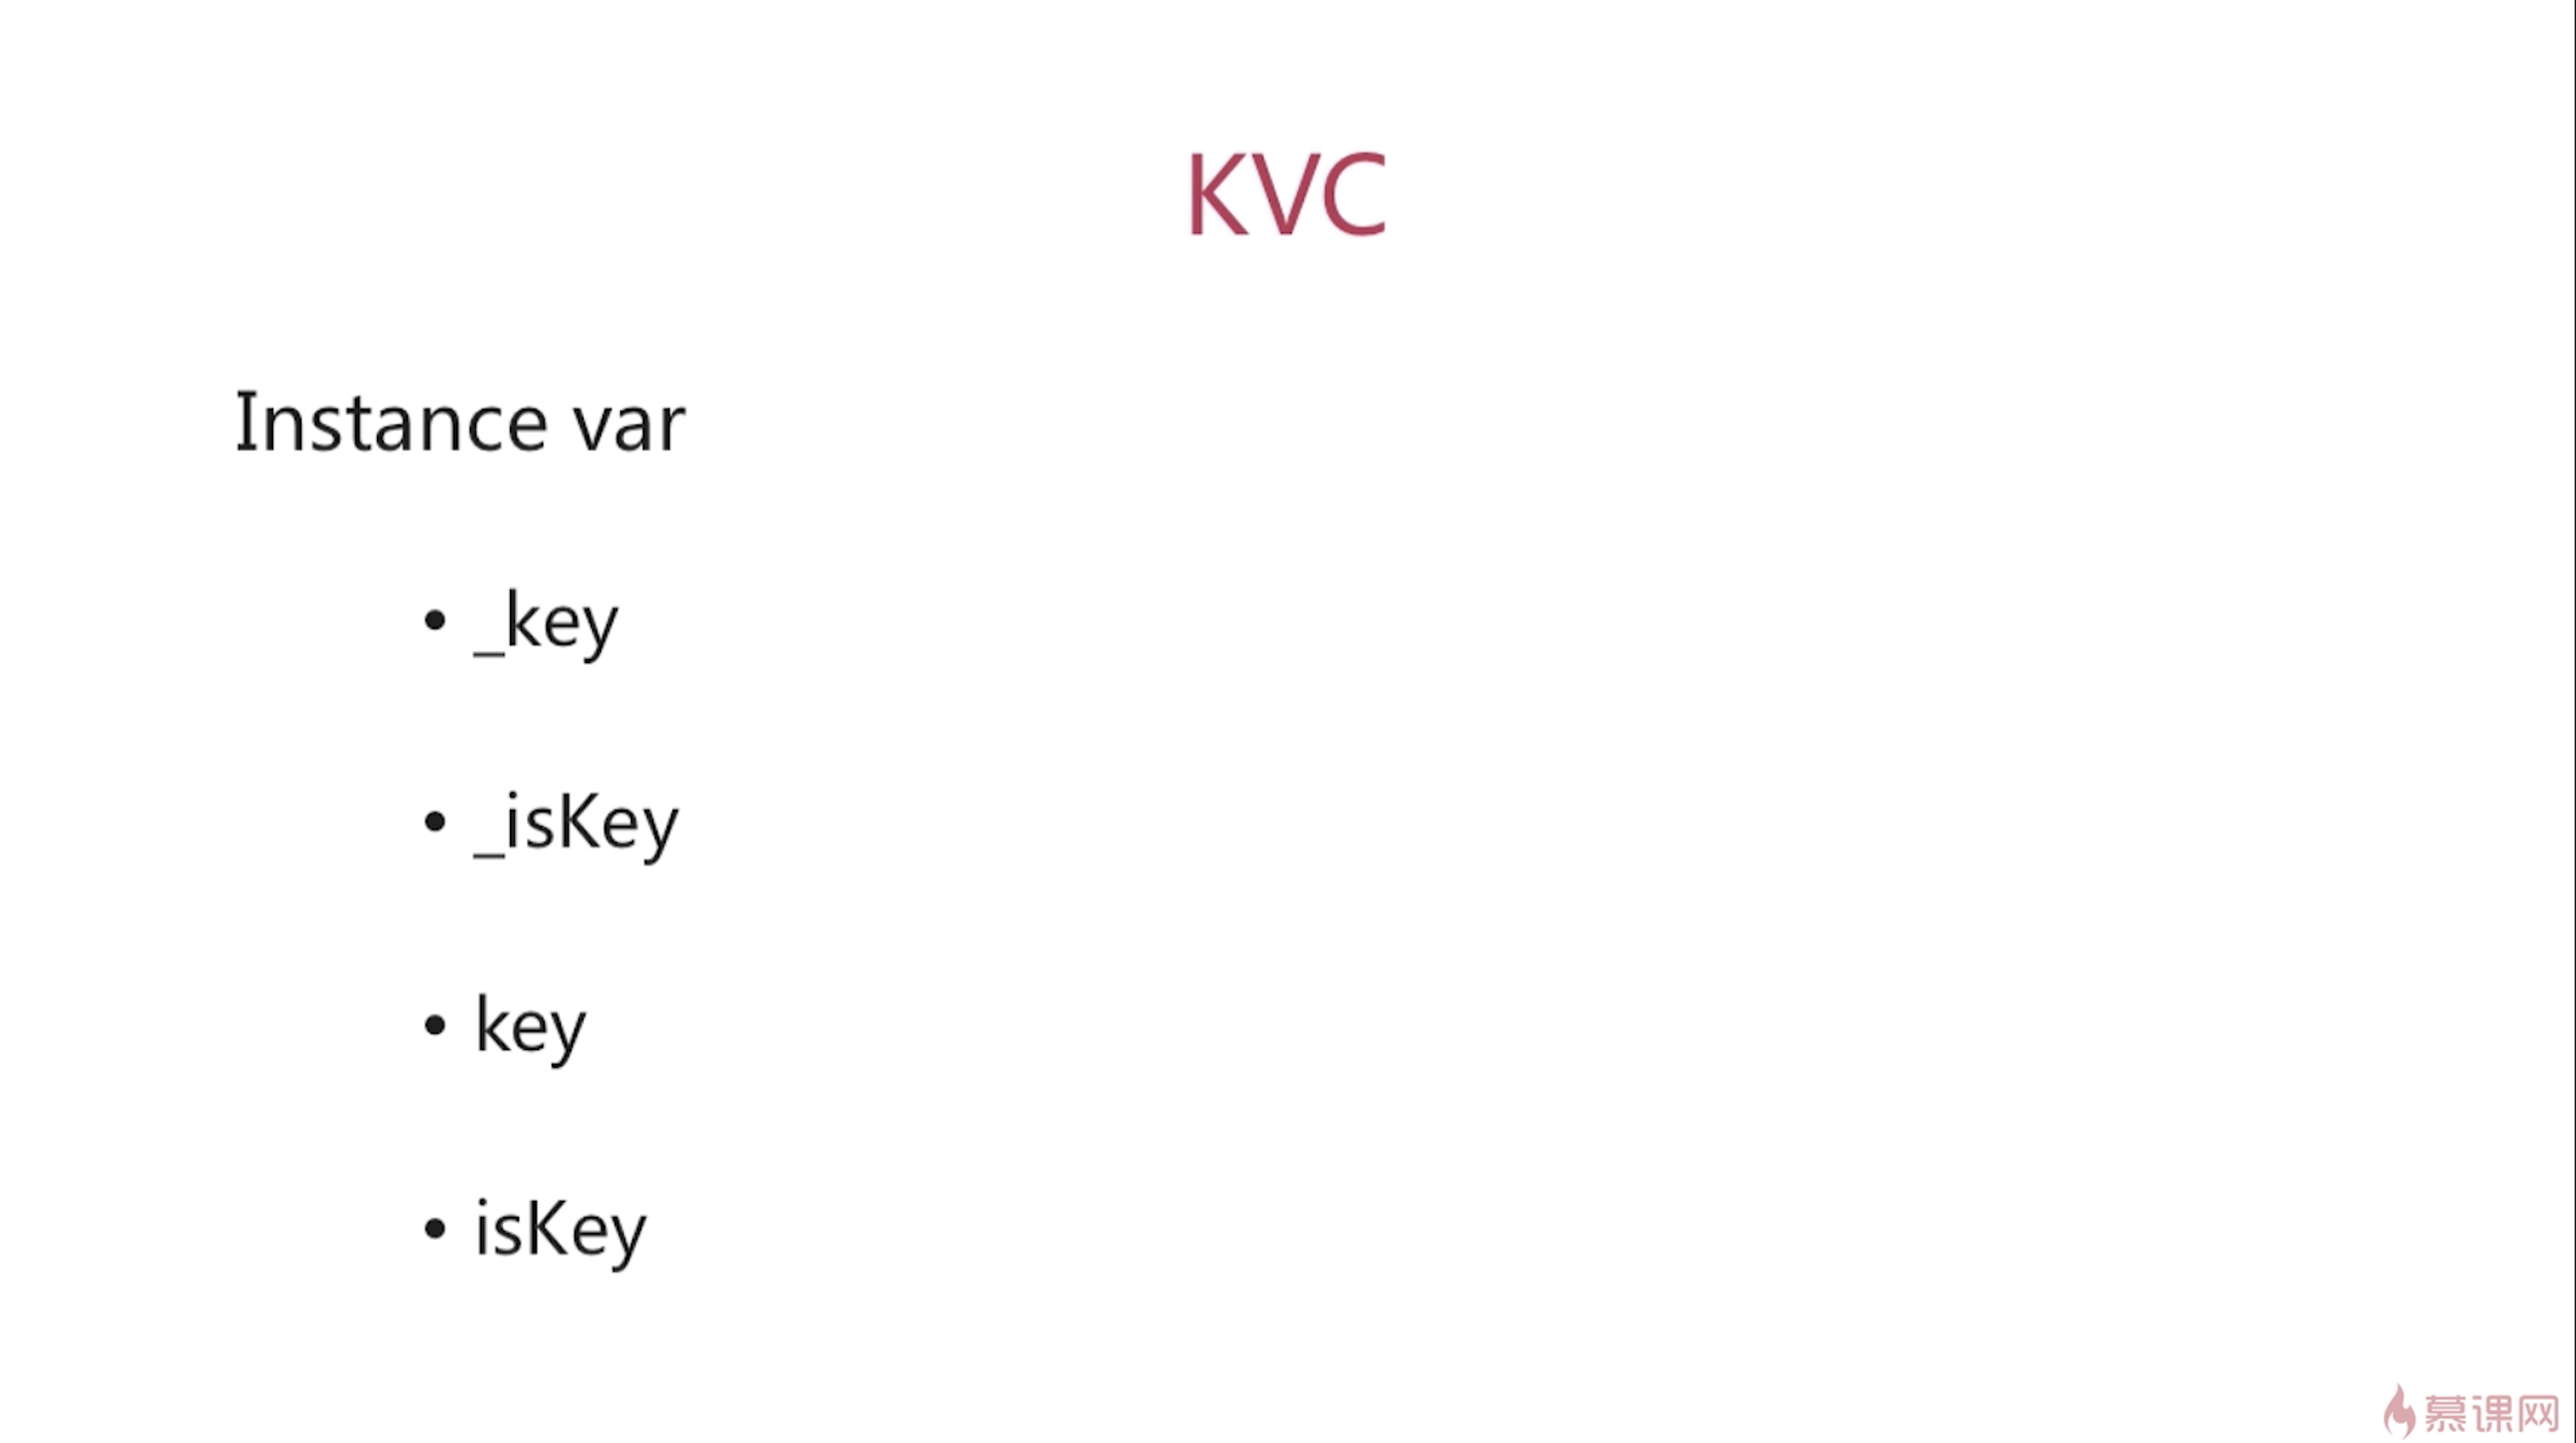 KVC
Instance var
• _key
• _isKey
• key
• isKey
慕课网